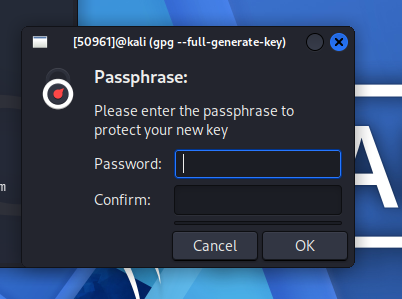 [50961]@kali (gpg --full-generate-key)
Passphrase:
Please enter the passphrase to
protect your new key
Password:
Confirm:
Cancel OK
m
A